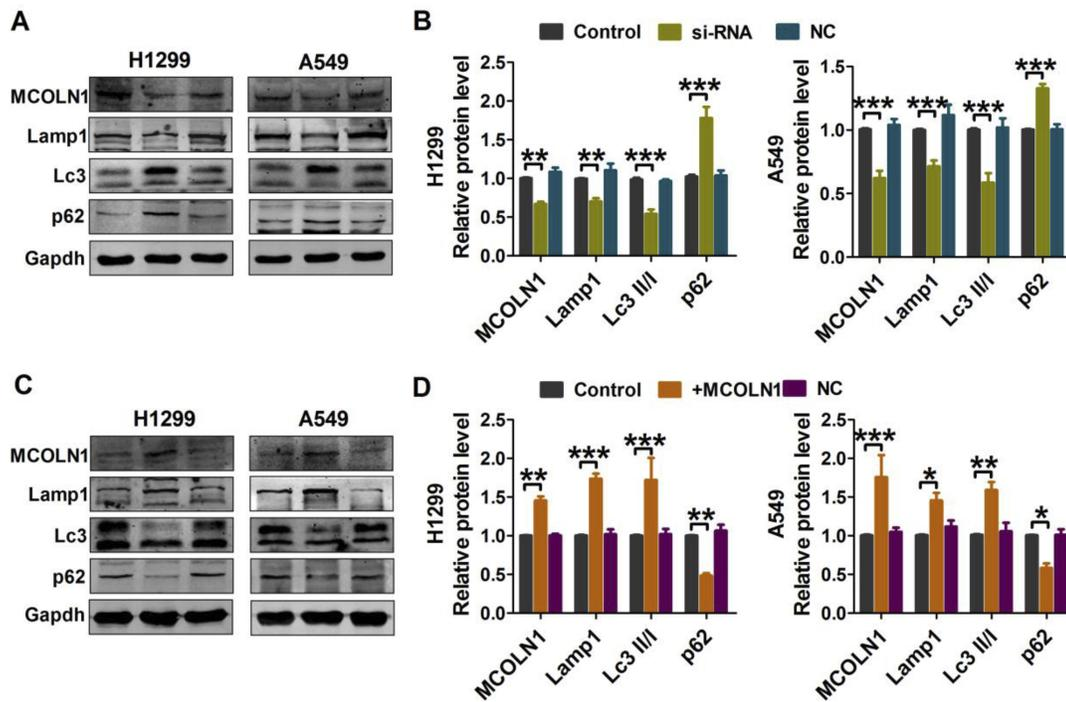 A
H1299 A549
MCOLN1
Lamp1
Lc3
p62
Gapdh
B
Control si-RNA NC
H1299
Relative protein level
2.5
2.0
1.5
1.0
0.5
0.0
** ** *** ***
MCOLN1 Lamp1 Lc3 II/I p62
A549
Relative protein level
1.5
1.0
0.5
0.0
*** *** *** ***
MCOLN1 Lamp1 Lc3 II/I p62
C
H1299 A549
MCOLN1
Lamp1
Lc3
p62
Gapdh
D
Control +MCOLN1 NC
H1299
Relative protein level
2.5
2.0
1.5
1.0
0.5
0.0
** *** *** **
MCOLN1 Lamp1 Lc3 II/I p62
A549
Relative protein level
2.5
2.0
1.5
1.0
0.5
0.0
*** * ** *
MCOLN1 Lamp1 Lc3 II/I p62